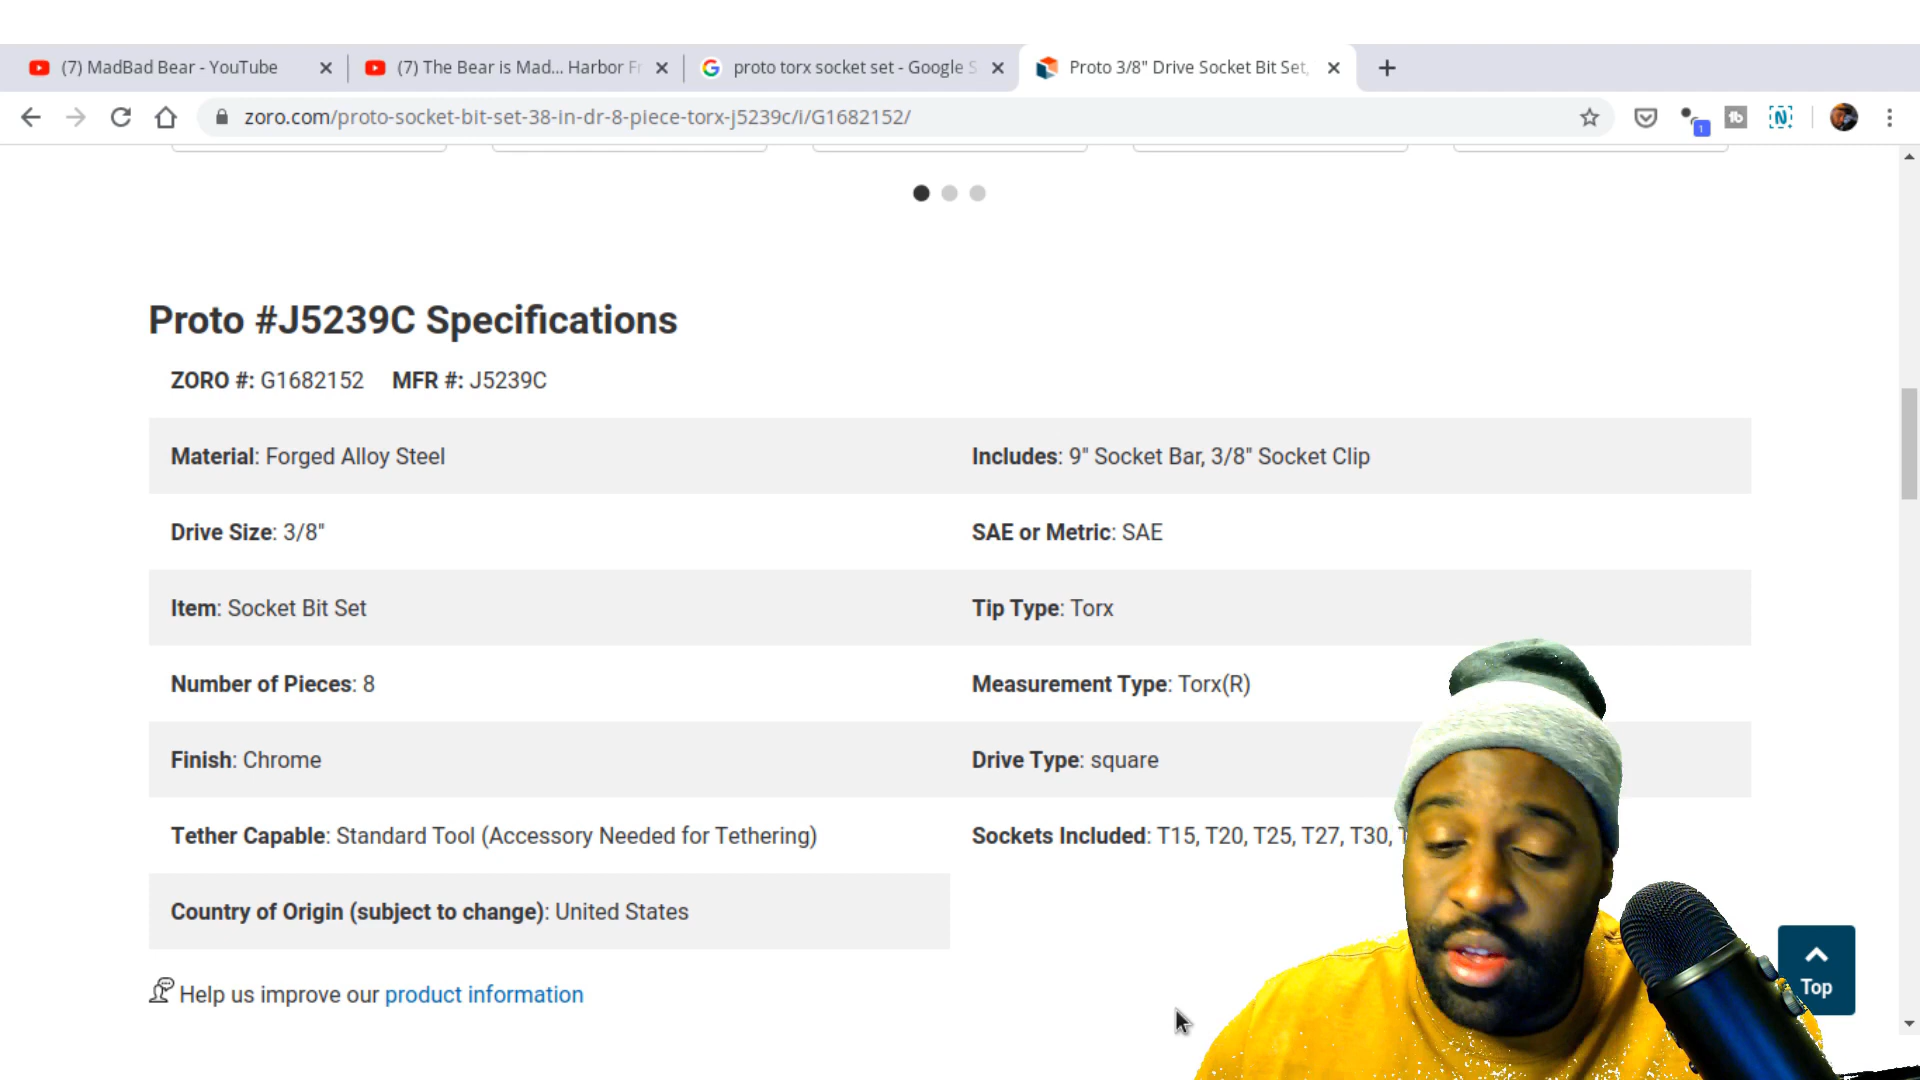 (7) MadBad Bear - YouTube
(7) The Bear is Mad... Harbor Fr
proto torx socket set - Google S
Proto 3/8" Drive Socket Bit Set,
zoro.com/proto-socket-bit-set-38-in-dr-8-piece-torx-j5239c/i/G1682152/
1
tb
N
Proto #J5239C Specifications
ZORO #: G1682152 MFR #: J5239C
Material: Forged Alloy Steel
Includes: 9" Socket Bar, 3/8" Socket Clip
Drive Size: 3/8"
SAE or Metric: SAE
Item: Socket Bit Set
Tip Type: Torx
Number of Pieces: 8
Measurement Type: Torx(R)
Finish: Chrome
Drive Type: square
Tether Capable: Standard Tool (Accessory Needed for Tethering)
Sockets Included: T15, T20, T25, T27, T30,
Country of Origin (subject to change): United States
Help us improve our product information
Top